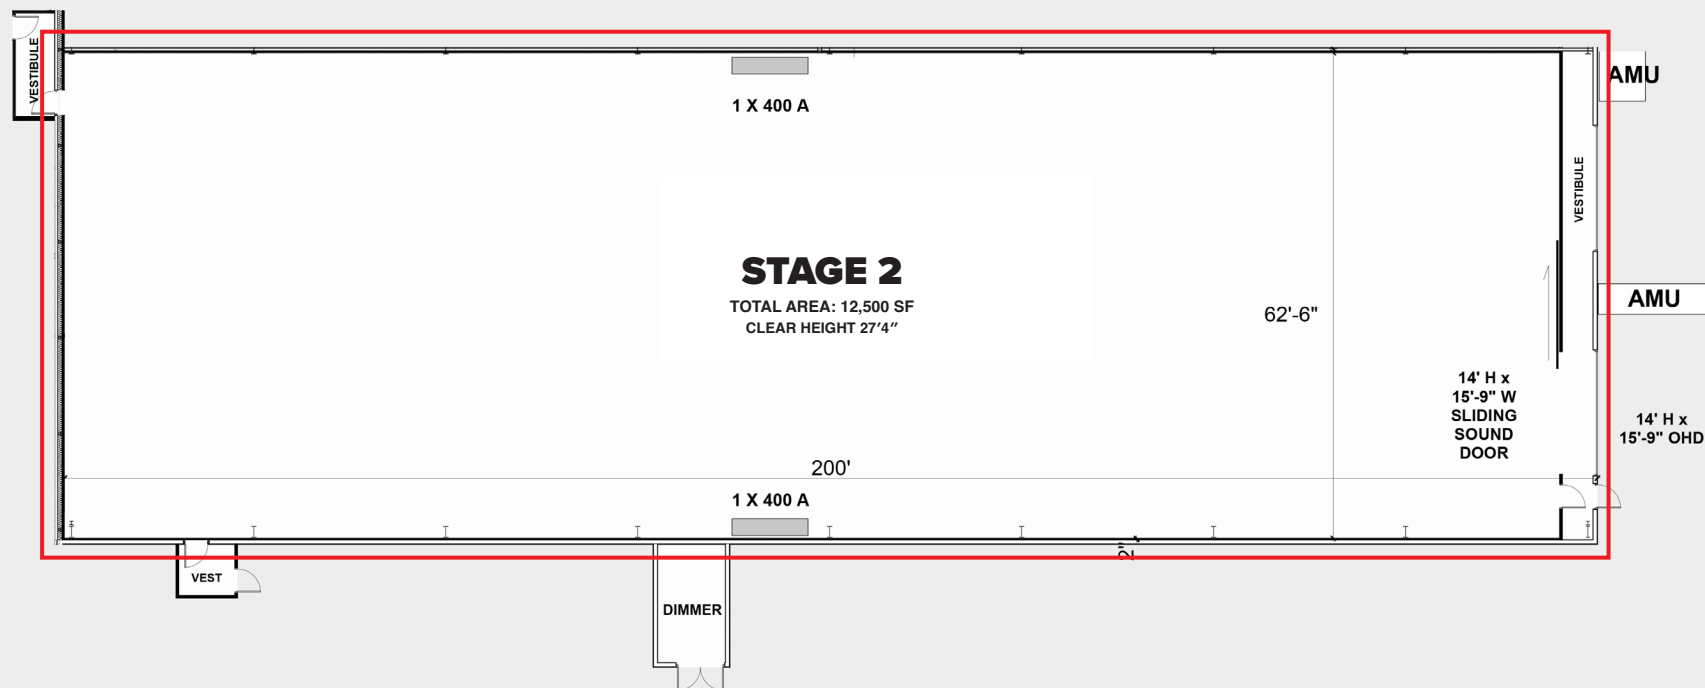 VESTIBULE
AMU
1 X 400 A
VESTIBULE
STAGE 2
TOTAL AREA: 12,500 SF
CLEAR HEIGHT 27′4″
62'-6"
AMU
14' H x
15'-9" W
SLIDING
SOUND
DOOR
14' H x
15'-9" OHD
200'
1 X 400 A
2"
VEST
DIMMER